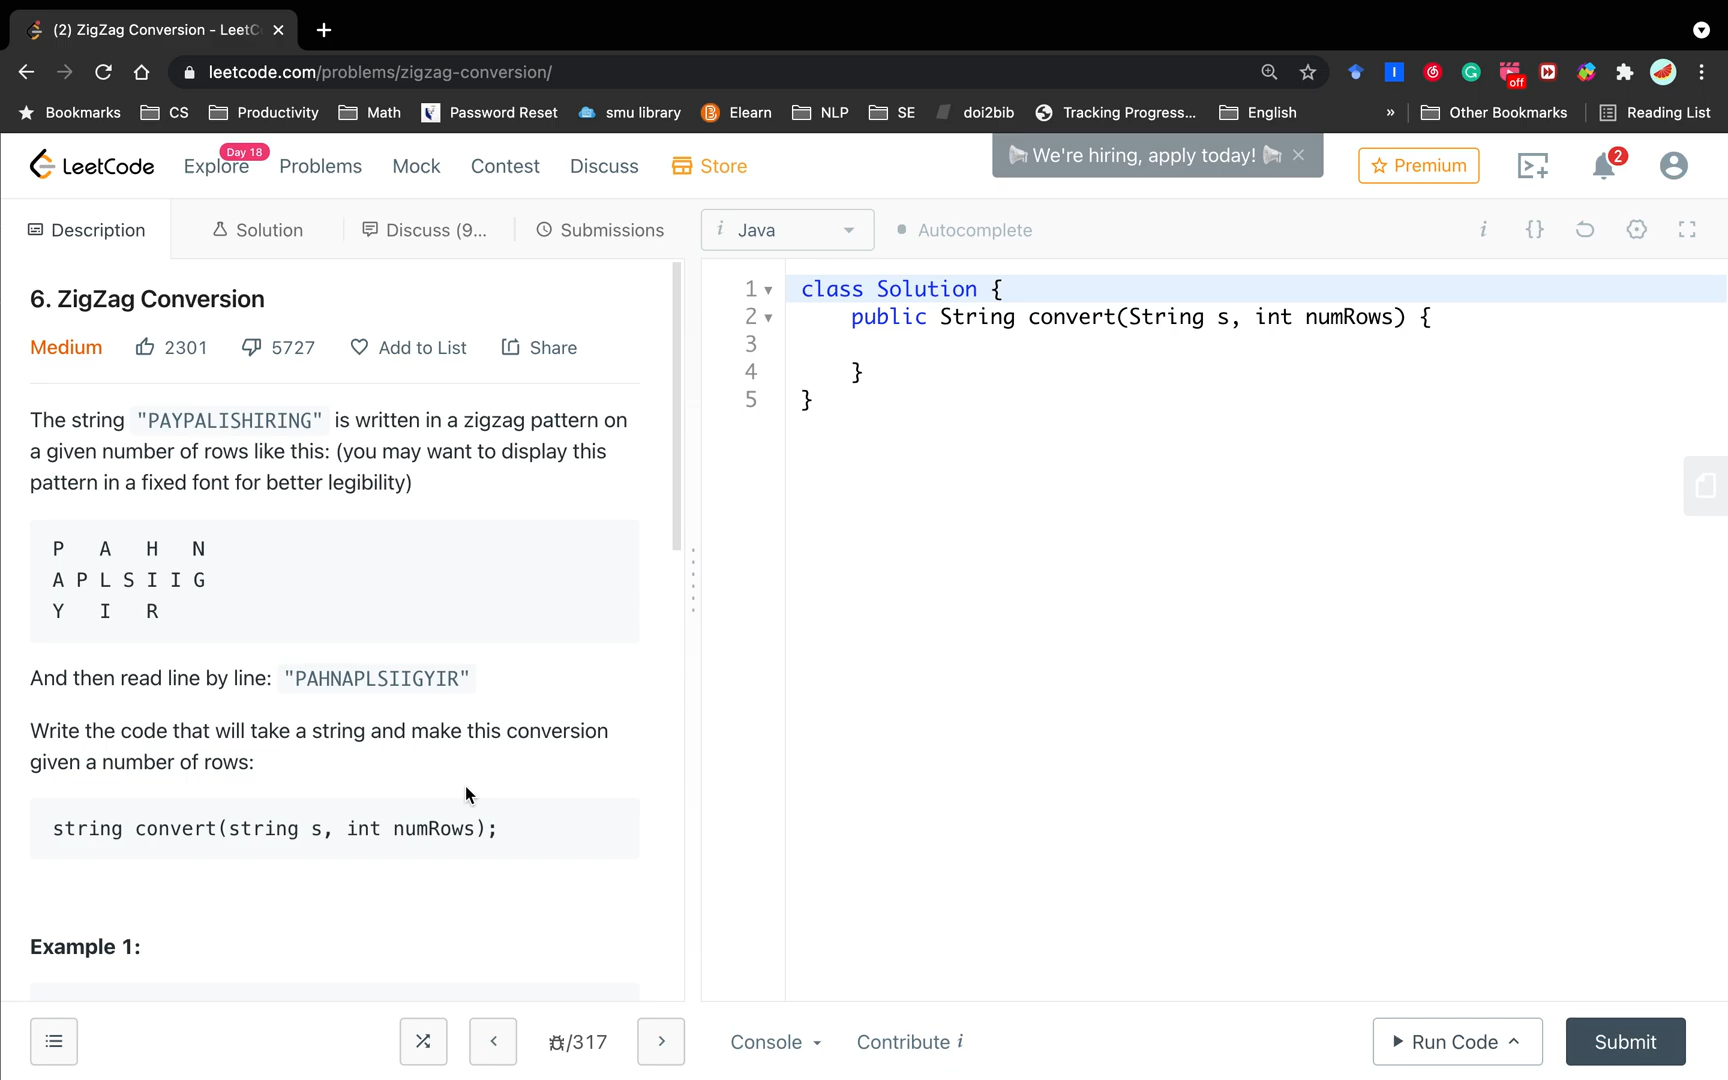 (2) ZigZag Conversion - LeetC
leetcode.com/problems/zigzag-conversion/
off
Bookmarks CS Productivity Math Password Reset smu library Elearn NLP SE doi2bib Tracking Progress... English » Other Bookmarks Reading List
LeetCode Explore Day 18 Problems Mock Contest Discuss Store We're hiring, apply today! Premium 2
Description Solution Discuss (9... Submissions
i Java Autocomplete i {}
6. ZigZag Conversion
Medium 2301 5727 Add to List Share
The string "PAYPALISHIRING" is written in a zigzag pattern on
a given number of rows like this: (you may want to display this
pattern in a fixed font for better legibility)
P A H N
A P L S I I G
Y I R
And then read line by line: "PAHNAPLSIIGYIR"
Write the code that will take a string and make this conversion
given a number of rows:
string convert(string s, int numRows);
Example 1:
1 class Solution {
2 public String convert(String s, int numRows) {
3
4 }
5 }
/317
Console Contribute i
Run Code Submit